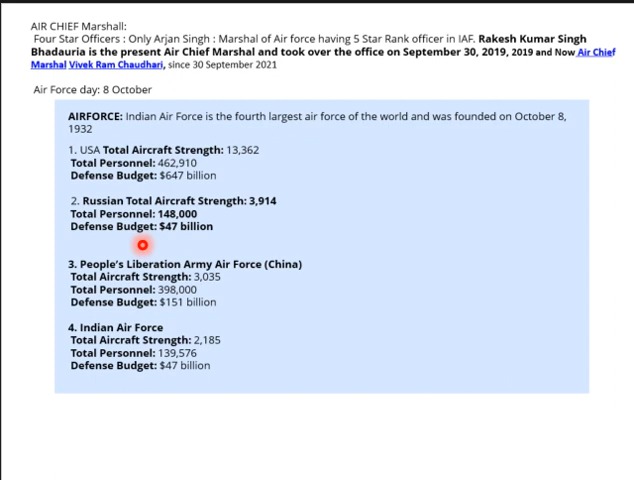 AIR CHIEF Marshall:
Four Star Officers : Only Arjan Singh : Marshal of Air force having 5 Star Rank officer in IAF. Rakesh Kumar Singh
Bhadauria is the present Air Chief Marshal and took over the office on September 30, 2019, 2019 and Now Air Chief
Marshal Vivek Ram Chaudhari, since 30 September 2021
Air Force day: 8 October
AIRFORCE: Indian Air Force is the fourth largest air force of the world and was founded on October 8,
1932
1. USA Total Aircraft Strength: 13,362
Total Personnel: 462,910
Defense Budget: $647 billion
2. Russian Total Aircraft Strength: 3,914
Total Personnel: 148,000
Defense Budget: $47 billion
3. People's Liberation Army Air Force (China)
Total Aircraft Strength: 3,035
Total Personnel: 398,000
Defense Budget: $151 billion
4. Indian Air Force
Total Aircraft Strength: 2,185
Total Personnel: 139,576
Defense Budget: $47 billion